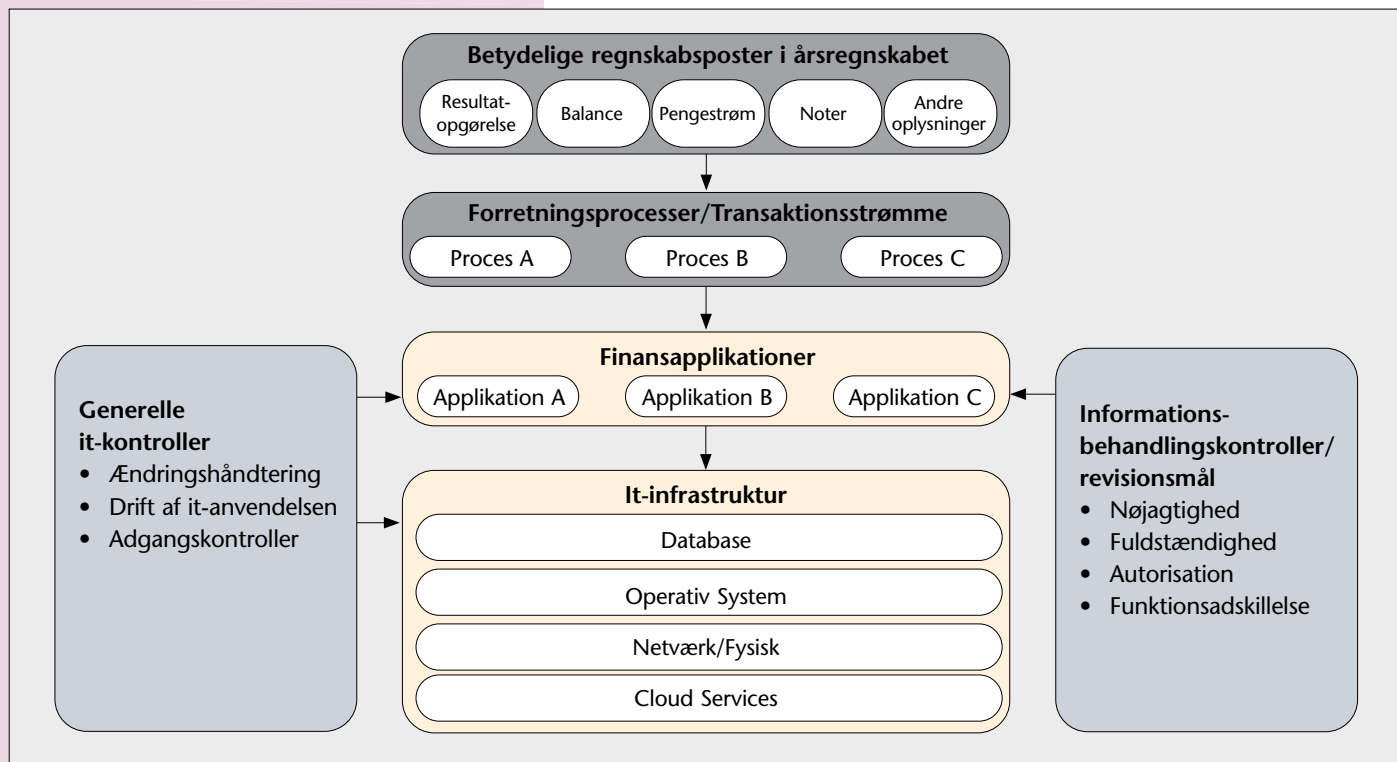 Betydelige regnskabsposter i årsregnskabet
Resultat-
opgørelse
Balance
Pengestrøm
Noter
Andre
oplysninger
Forretningsprocesser/Transaktionsstrømme
Proces A
Proces B
Proces C
Finansapplikationer
Applikation A
Applikation B
Applikation C
Generelle
it-kontroller
• Ændringshåndtering
• Drift af it-anvendelsen
• Adgangskontroller
It-infrastruktur
Database
Operativ System
Netværk/Fysisk
Cloud Services
Informations-
behandlingskontroller/
revisionsmål
• Nøjagtighed
• Fuldstændighed
• Autorisation
• Funktionsadskillelse